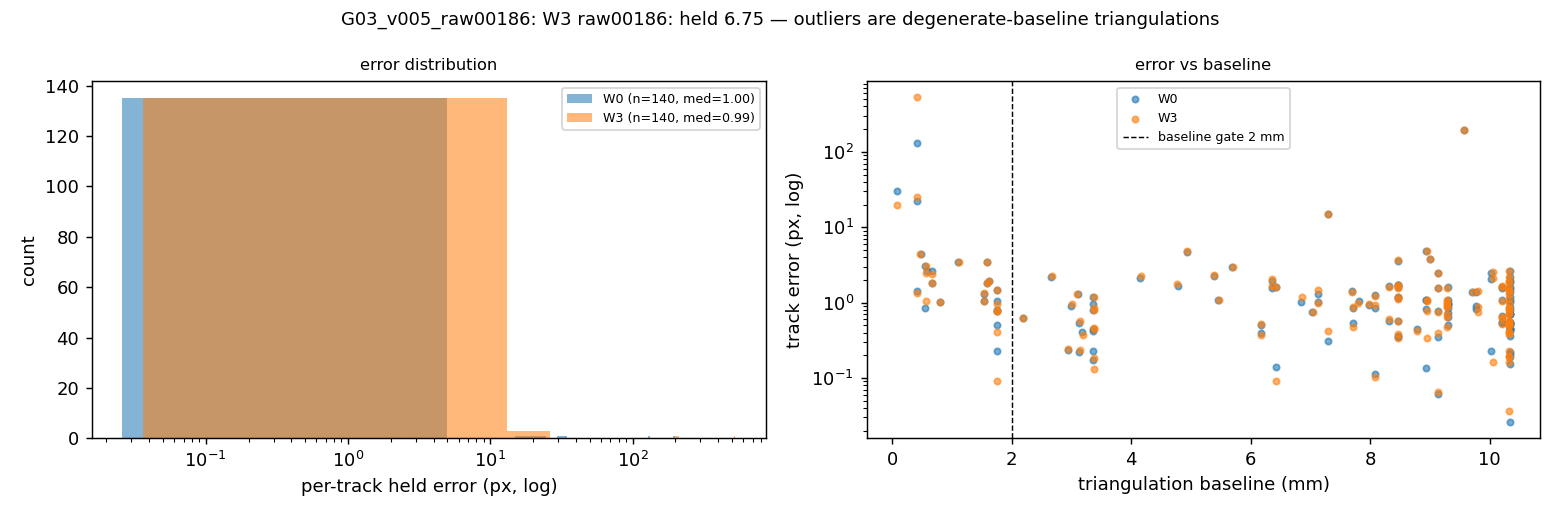 G03_v005_raw00186: W3 raw00186: held 6.75 — outliers are degenerate-baseline triangulations
error distribution
count
140
120
100
80
60
40
20
0
W0 (n=140, med=1.00)
W3 (n=140, med=0.99)
10⁻¹ 10⁰ 10¹ 10²
per-track held error (px, log)
error vs baseline
track error (px, log)
10²
10¹
10⁰
10⁻¹
W0
W3
baseline gate 2 mm
0 2 4 6 8 10
triangulation baseline (mm)